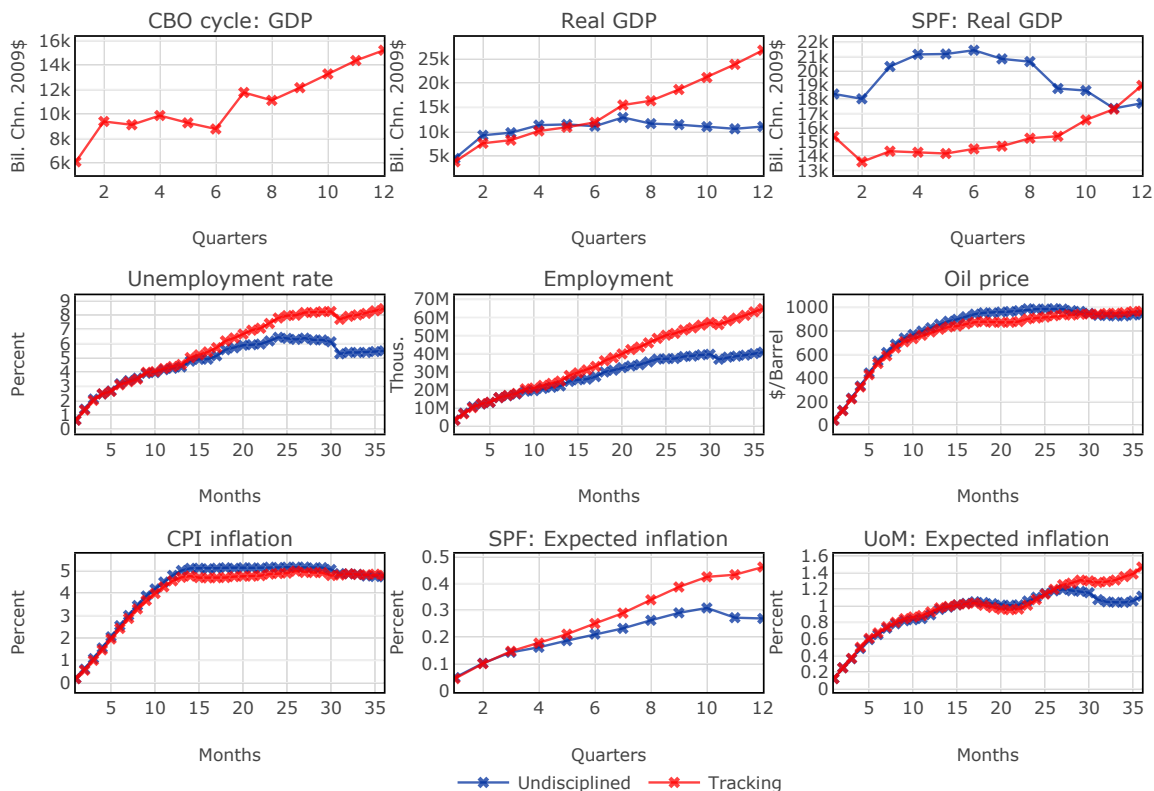 CBO cycle: GDP
Real GDP
SPF: Real GDP
Bil. Chn. 2009$
16k
14k
12k
10k
8k
6k
2 4 6 8 10 12
Quarters
Bil. Chn. 2009$
25k
20k
15k
10k
5k
2 4 6 8 10 12
Quarters
Bil. Chn. 2009$
22k
21k
20k
19k
18k
17k
16k
15k
14k
13k
2 4 6 8 10 12
Quarters
Unemployment rate
Employment
Oil price
Percent
9
8
7
6
5
4
3
2
1
0
5 10 15 20 25 30 35
Months
Thous.
70M
60M
50M
40M
30M
20M
10M
0
5 10 15 20 25 30 35
Months
$/Barrel
1000
800
600
400
200
0
5 10 15 20 25 30 35
Months
CPI inflation
SPF: Expected inflation
UoM: Expected inflation
Percent
5
4
3
2
1
0
5 10 15 20 25 30 35
Months
Percent
0.5
0.4
0.3
0.2
0.1
0
2 4 6 8 10 12
Quarters
Percent
1.6
1.4
1.2
1
0.8
0.6
0.4
0.2
0
5 10 15 20 25 30 35
Months
Undisciplined Tracking